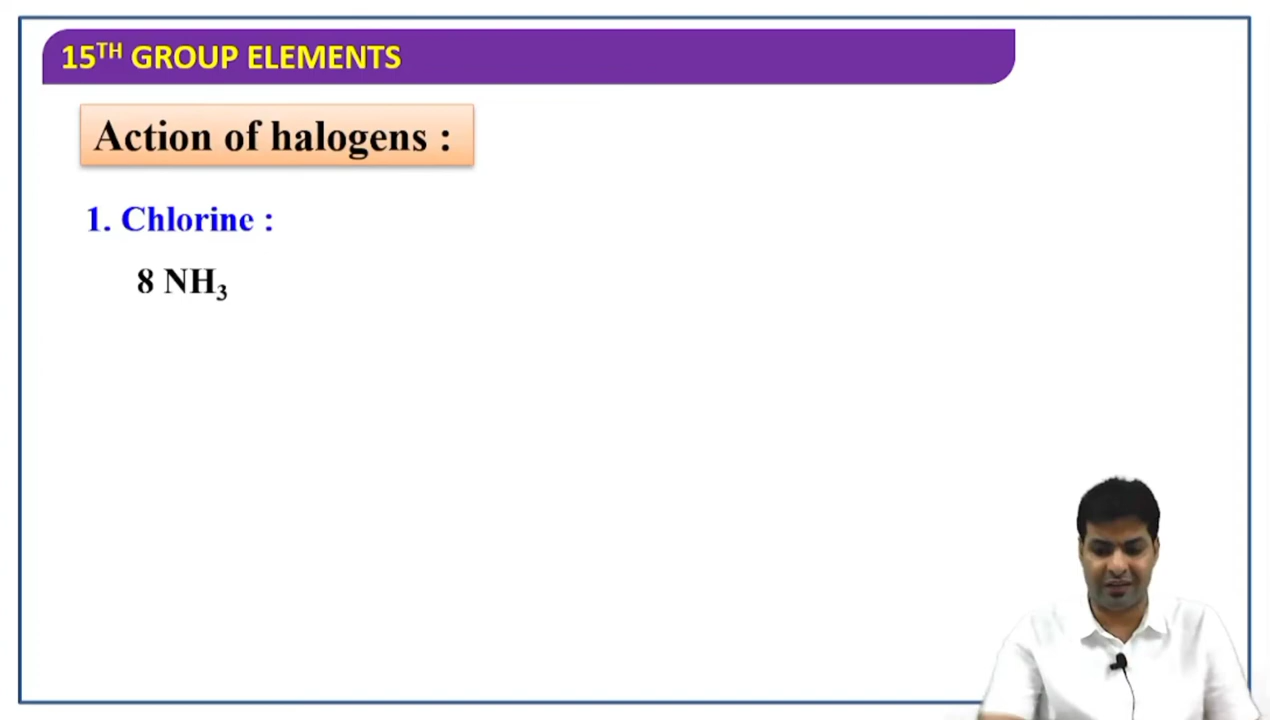 15TH GROUP ELEMENTS
Action of halogens :
1. Chlorine :
8 NH3